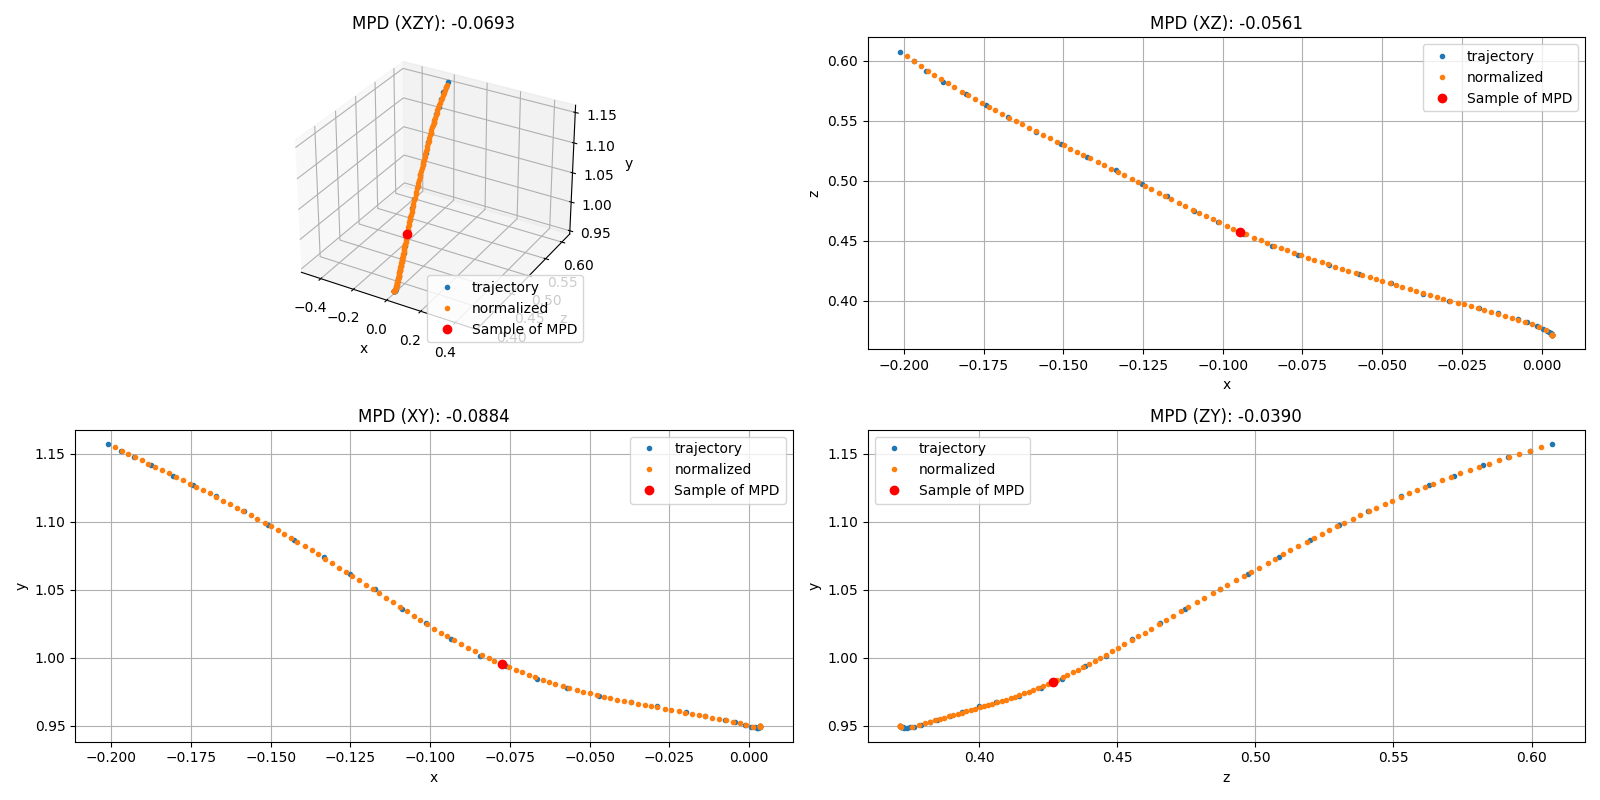 MPD (XZY): -0.0693
1.15
1.10
1.05
1.00
0.95
y
0.60
0.55
0.50
0.45
0.40
z
−0.4
−0.2
0.0
0.2
0.4
x
trajectory
normalized
Sample of MPD
MPD (XZ): -0.0561
0.60
0.55
0.50
0.45
0.40
z
−0.200
−0.175
−0.150
−0.125
−0.100
−0.075
−0.050
−0.025
0.000
x
trajectory
normalized
Sample of MPD
MPD (XY): -0.0884
1.15
1.10
1.05
1.00
0.95
y
−0.200
−0.175
−0.150
−0.125
−0.100
−0.075
−0.050
−0.025
0.000
x
trajectory
normalized
Sample of MPD
MPD (ZY): -0.0390
1.15
1.10
1.05
1.00
0.95
y
0.40
0.45
0.50
0.55
0.60
z
trajectory
normalized
Sample of MPD